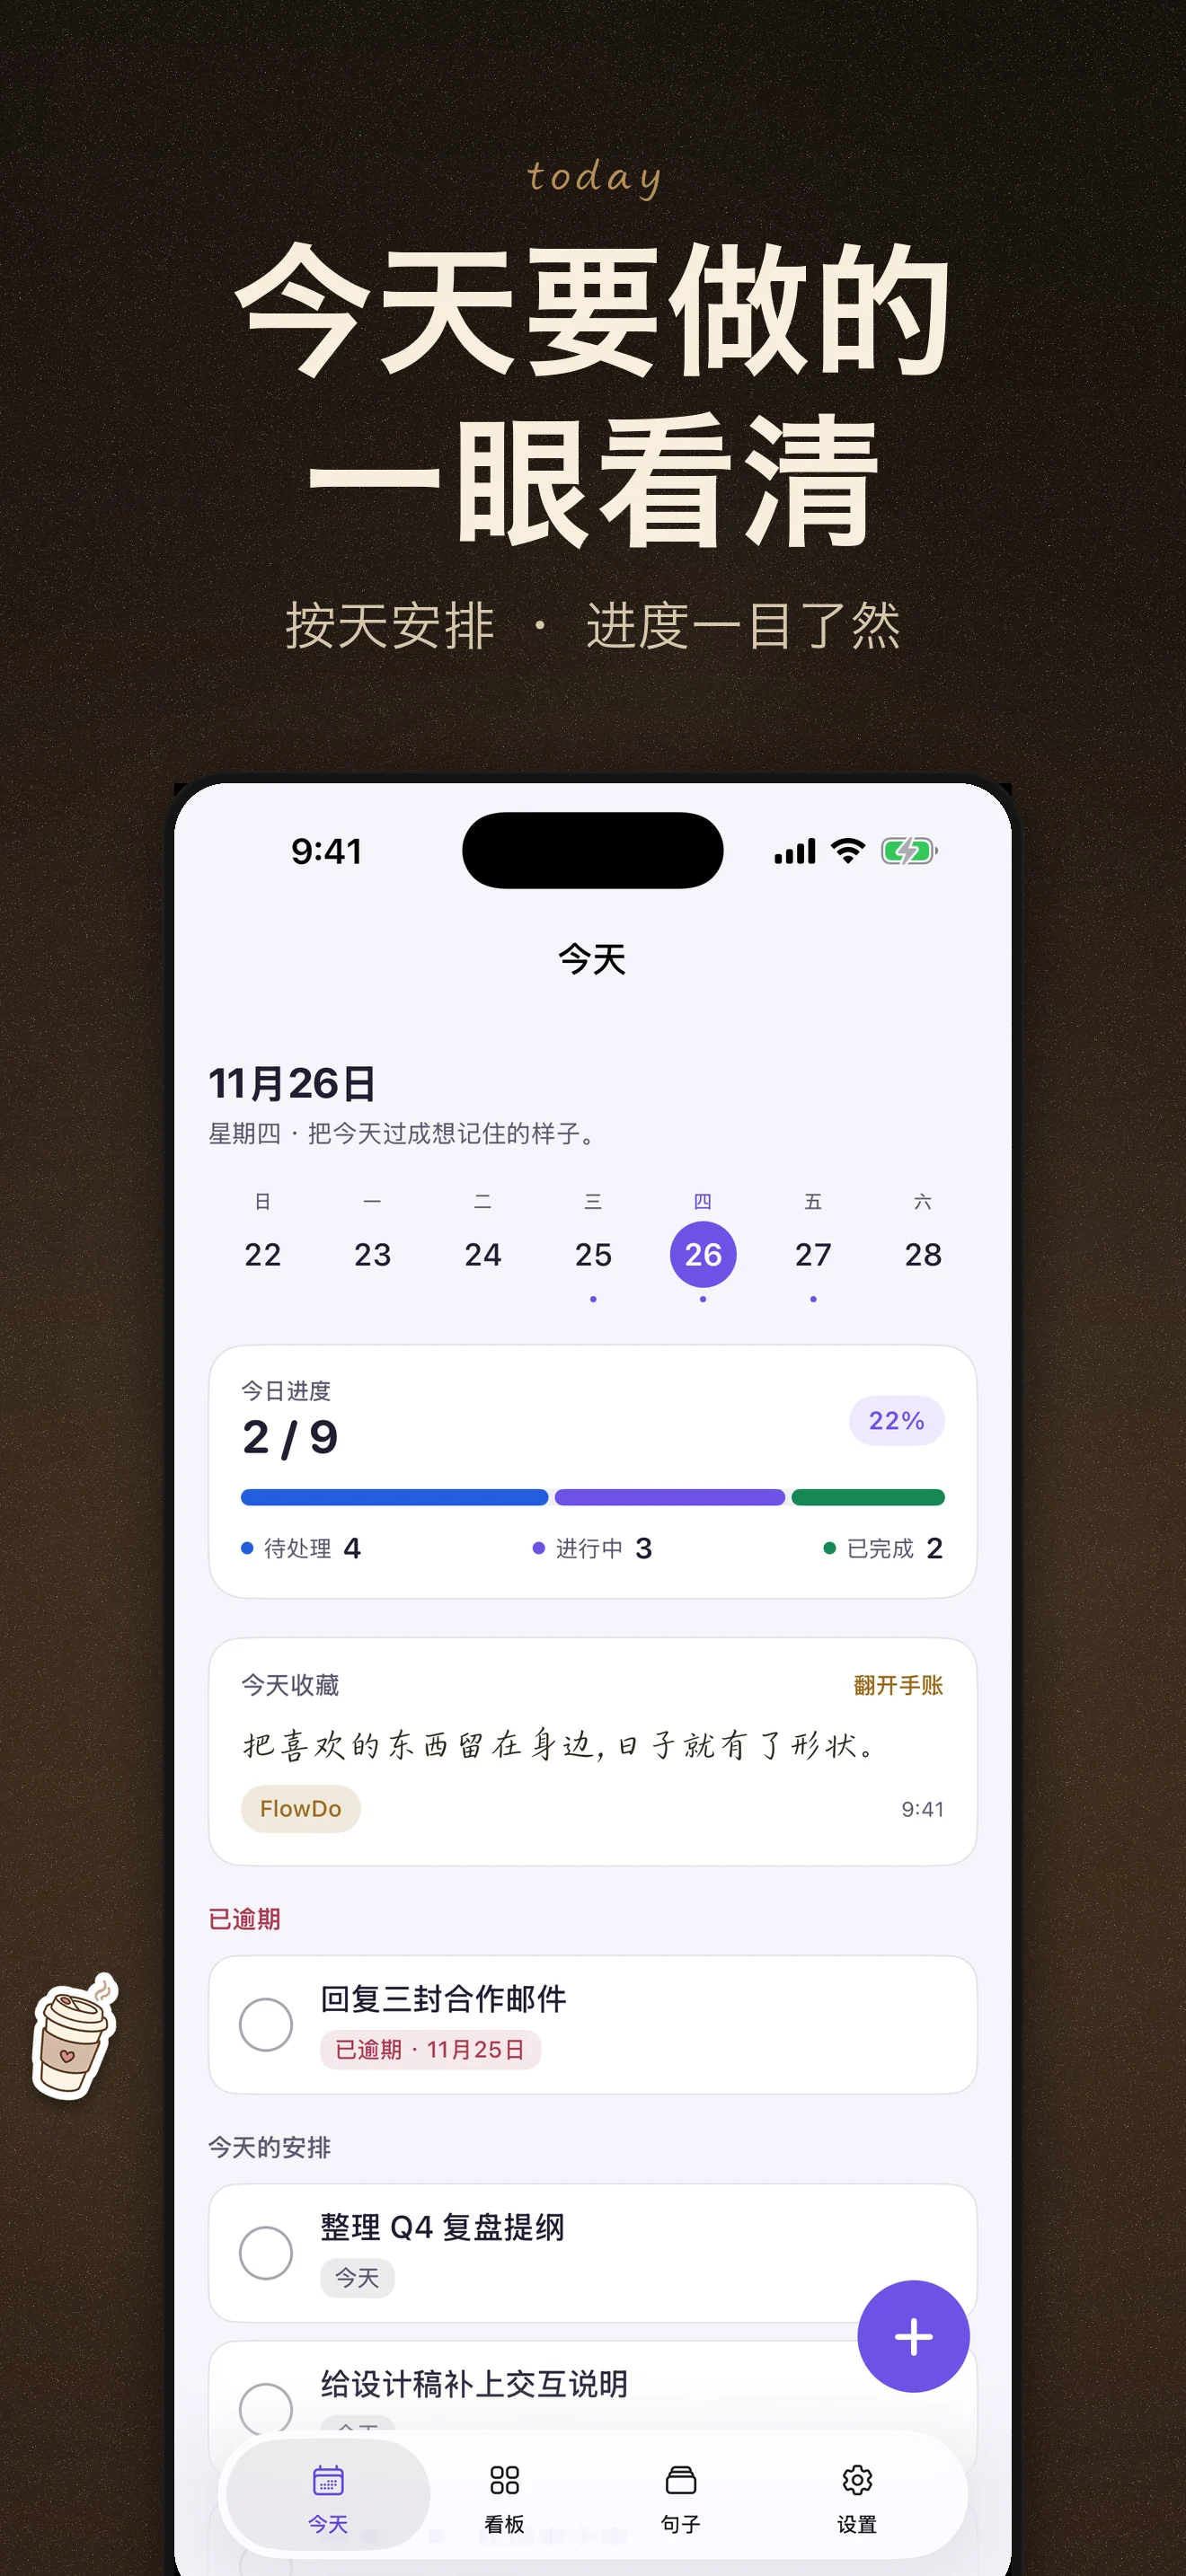 today
今天要做的
一眼看清
按天安排 · 进度一目了然
9:41
今天
11月26日
星期四 · 把今天过成想记住的样子。
日 一 二 三 四 五 六
22 23 24 25 26 27 28
今日进度
2 / 9
22%
待处理 4 进行中 3 已完成 2
今天收藏 翻开手账
把喜欢的东西留在身边,日子就有了形状。
FlowDo 9:41
已逾期
回复三封合作邮件
已逾期 · 11月25日
今天的安排
整理 Q4 复盘提纲
今天
给设计稿补上交互说明
今天
今天 看板 句子 设置